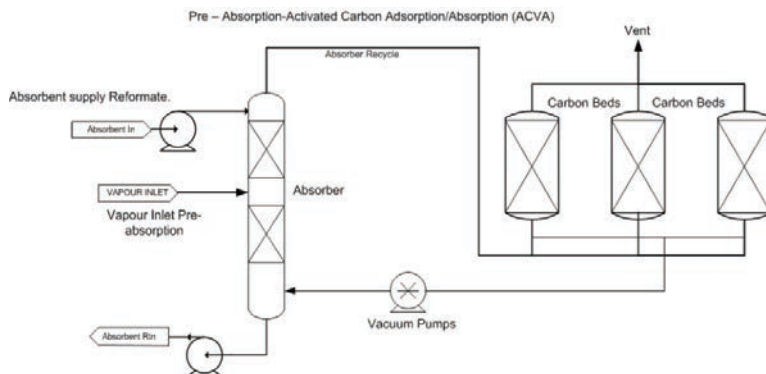 Pre – Absorption-Activated Carbon Adsorption/Absorption (ACVA)
Vent
Absorber Recycle
Absorbent supply Reformate.
Carbon Beds
Carbon Beds
Absorbent In
VAPOUR INLET
Absorber
Vapour Inlet Pre-
absorption
Vacuum Pumps
Absorbent Rtn